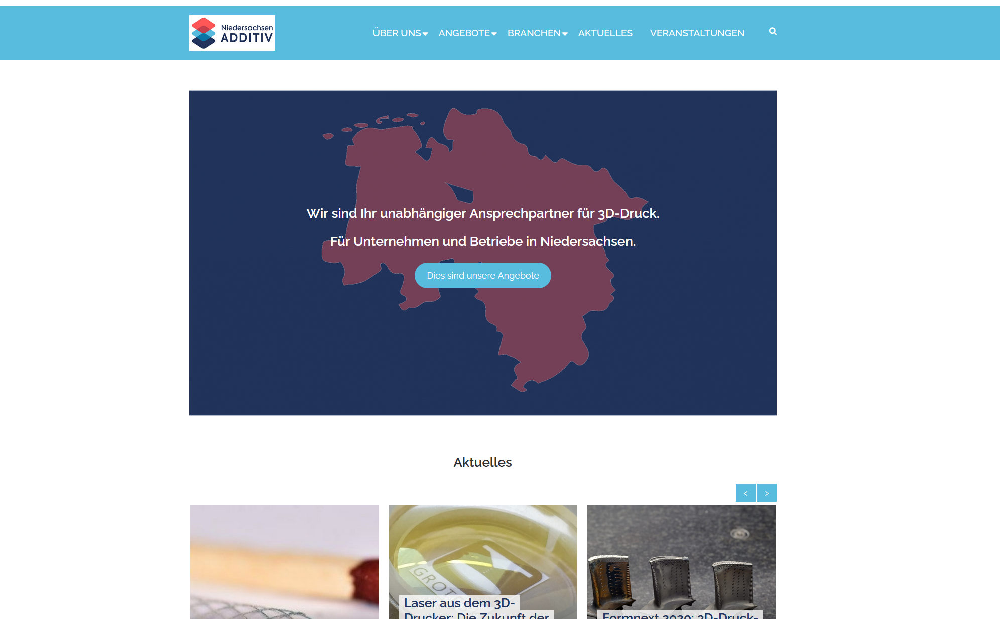 Niedersachsen
ADDITIV
ÜBER UNS
ANGEBOTE
BRANCHEN
AKTUELLES
VERANSTALTUNGEN
Wir sind Ihr unabhängiger Ansprechpartner für 3D-Druck.
Für Unternehmen und Betriebe in Niedersachsen.
Dies sind unsere Angebote
Aktuelles
< >
GROT
Laser aus dem 3D-
Drucker: Die Zukunft der
Formnext 2020: 3D-Druck-